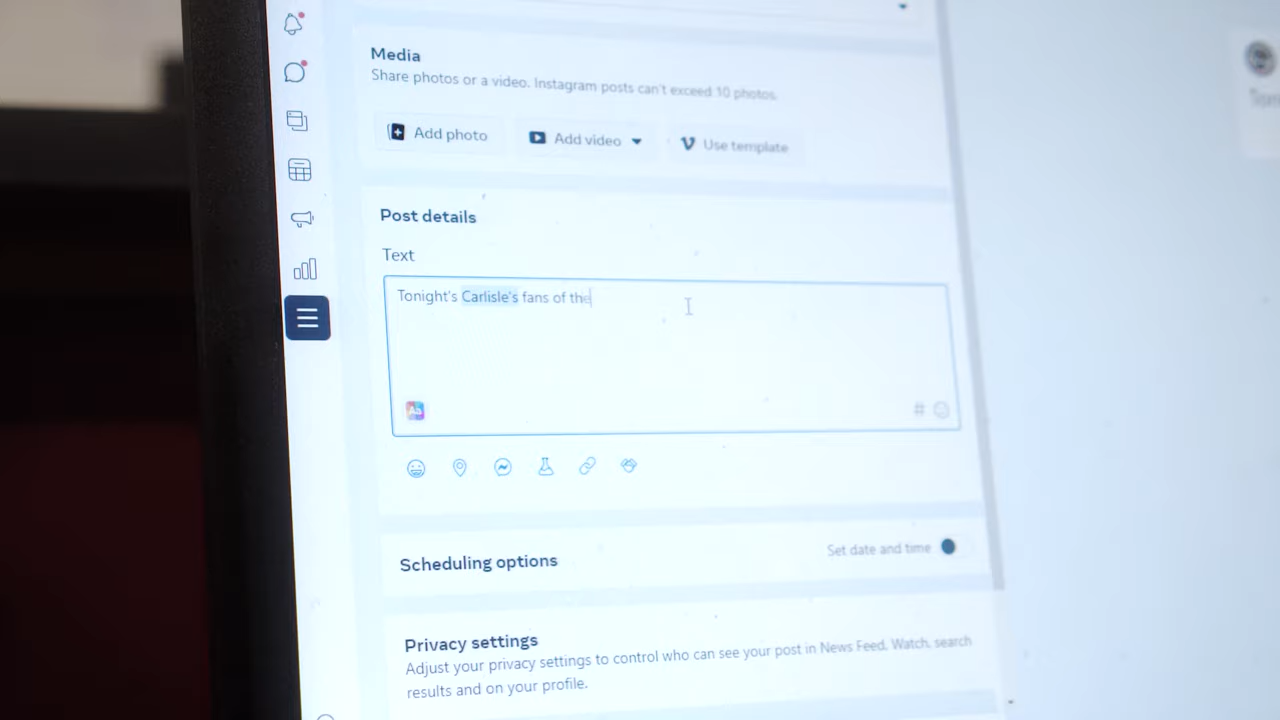 Media
Share photos or a video. Instagram posts can't exceed 10 photos.
Add photo
Add video
Use template
Post details
Text
Tonight's Carlisle's fans of the
Aa
#
Scheduling options
Set date and time
Privacy settings
Adjust your privacy settings to control who can see your post in News Feed, Watch, search
results and on your profile.